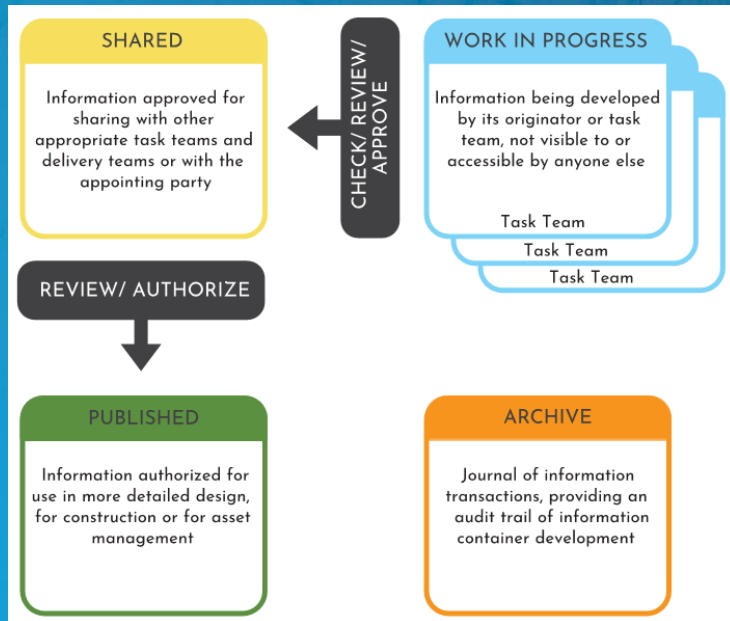 SHARED
Information approved for
sharing with other
appropriate task teams and
delivery teams or with the
appointing party
CHECK/ REVIEW/
APPROVE
WORK IN PROGRESS
Information being developed
by its originator or task
team, not visible to or
accessible by anyone else
Task Team
Task Team
Task Team
REVIEW/ AUTHORIZE
PUBLISHED
Information authorized for
use in more detailed design,
for construction or for asset
management
ARCHIVE
Journal of information
transactions, providing an
audit trail of information
container development